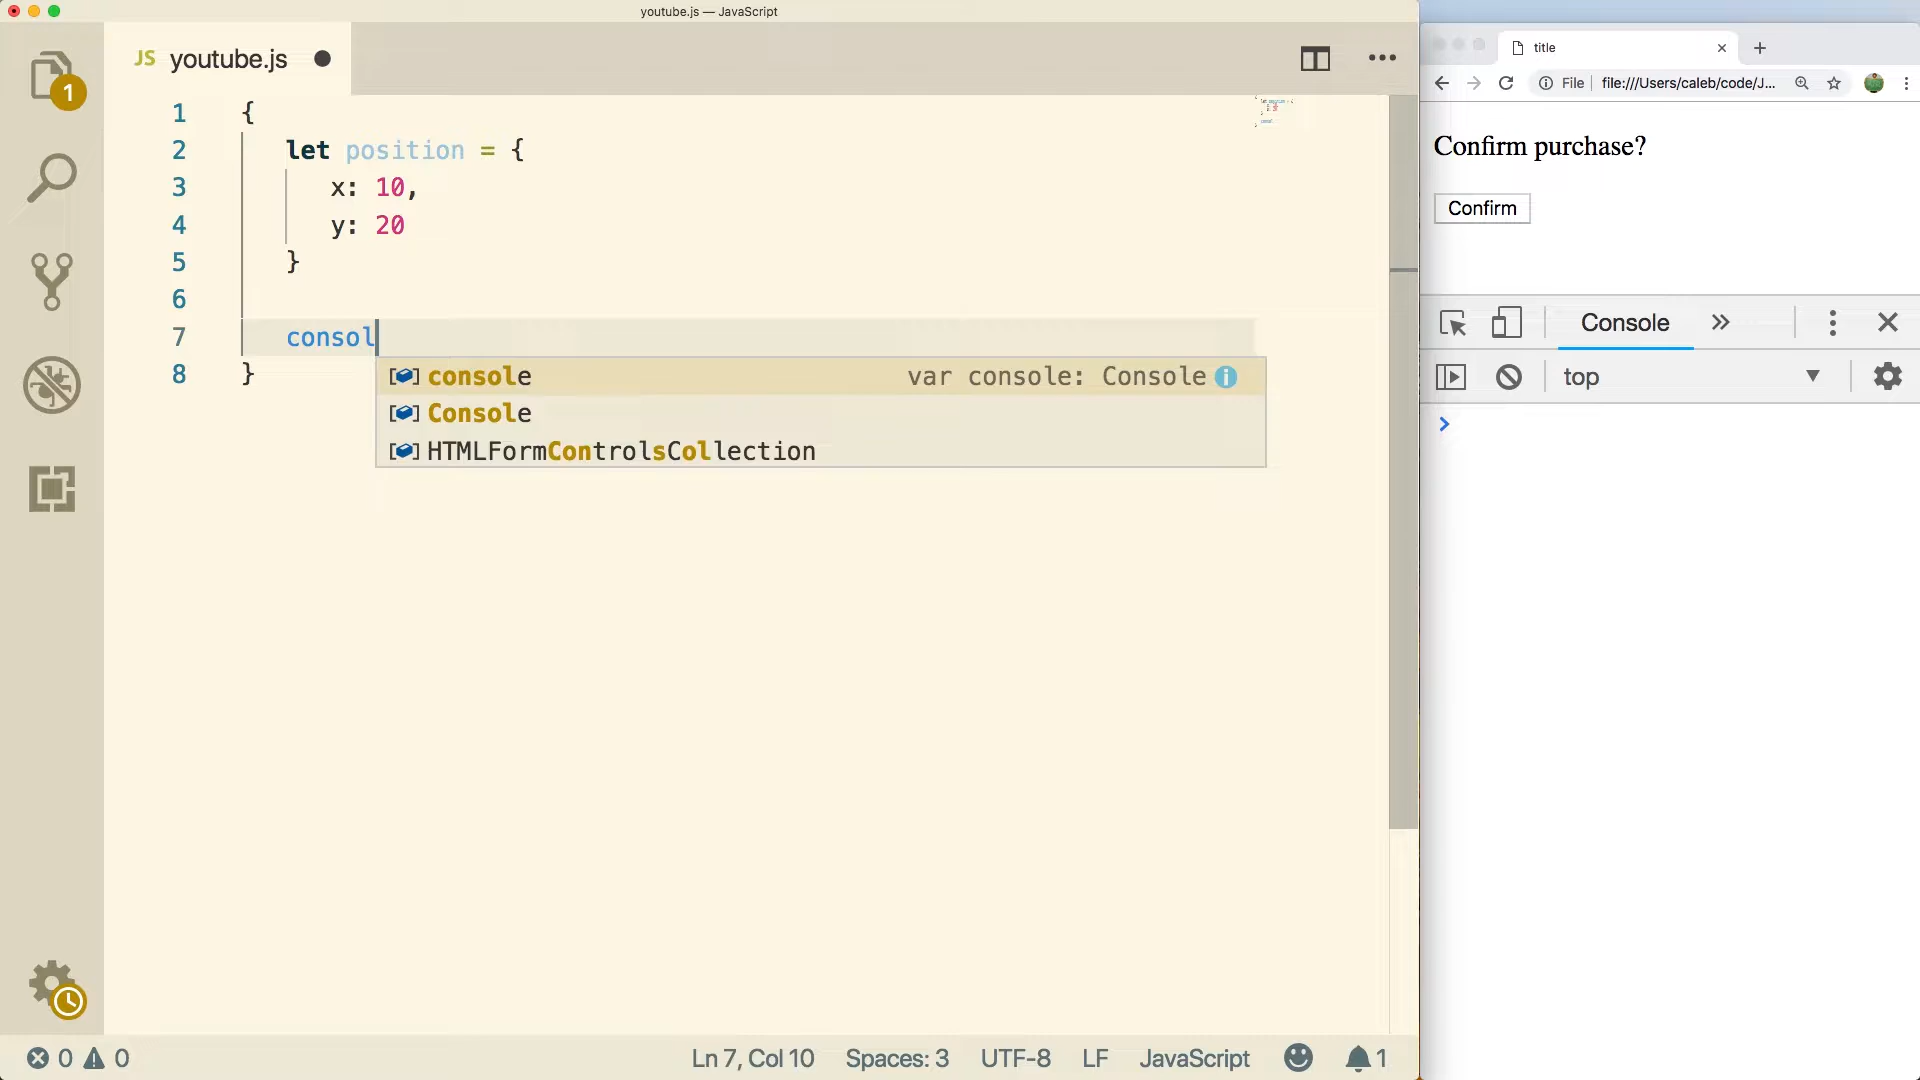 youtube.js — JavaScript
JS youtube.js
1
1 {
2 let position = {
3 x: 10,
4 y: 20
5 }
6
7 consol
8 }
console var console: Console
Console
HTMLFormControlsCollection
0 0
Ln 7, Col 10 Spaces: 3 UTF-8 LF JavaScript 1
title
File file:///Users/caleb/code/J...
Confirm purchase?
Confirm
Console
top